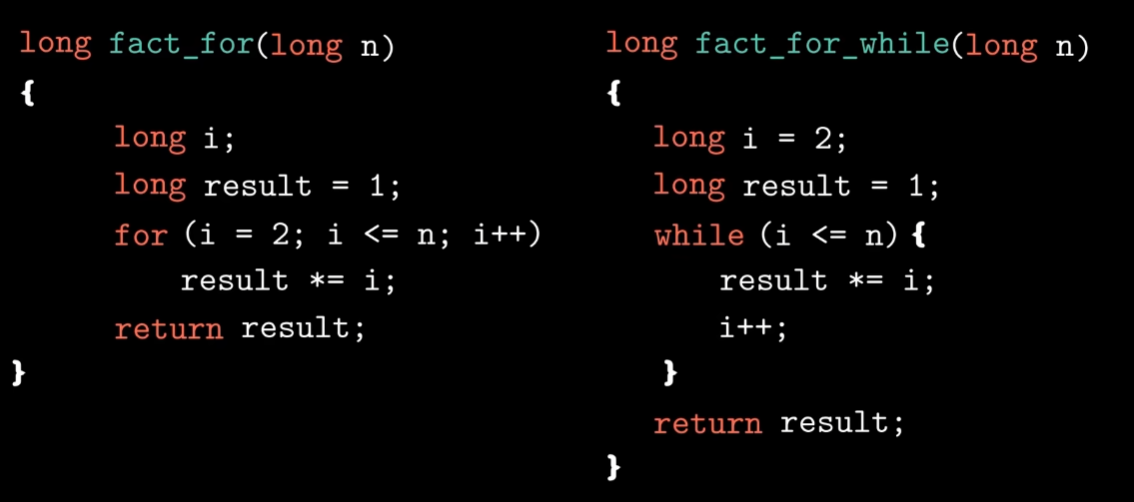 long fact_for(long n)
{
long i;
long result = 1;
for (i = 2; i <= n; i++)
result *= i;
return result;
}
long fact_for_while(long n)
{
long i = 2;
long result = 1;
while (i <= n) {
result *= i;
i++;
}
return result;
}